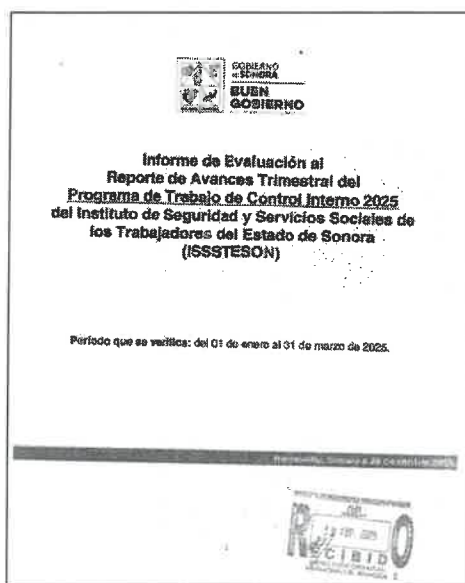 GOBIERNO
DE SONORA
BUEN
GOBIERNO
Informe de Evaluación al
Reporte de Avances Trimestral del
Programa de Trabajo de Control Interno 2025
del Instituto de Seguridad y Servicios Sociales de
los Trabajadores del Estado de Sonora
(ISSSTESON)
Período que se verifica: del 01 de enero al 31 de marzo de 2025.
Hermosillo, Sonora a
RECIBIDO